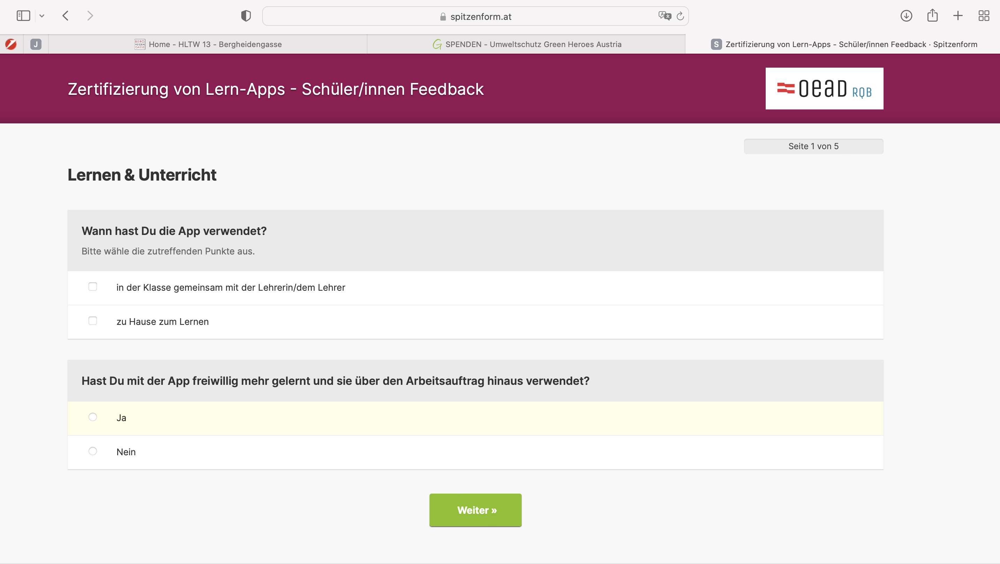 spitzenform.at
J
BERG HEIDEN GASSE
Home - HLTW 13 - Bergheidengasse
SPENDEN - Umweltschutz Green Heroes Austria
S
Zertifizierung von Lern-Apps - Schüler/innen Feedback · Spitzenform
Zertifizierung von Lern-Apps - Schüler/innen Feedback
oead RQB
Seite 1 von 5
Lernen & Unterricht
Wann hast Du die App verwendet?
Bitte wähle die zutreffenden Punkte aus.
in der Klasse gemeinsam mit der Lehrerin/dem Lehrer
zu Hause zum Lernen
Hast Du mit der App freiwillig mehr gelernt und sie über den Arbeitsauftrag hinaus verwendet?
Ja
Nein
Weiter »